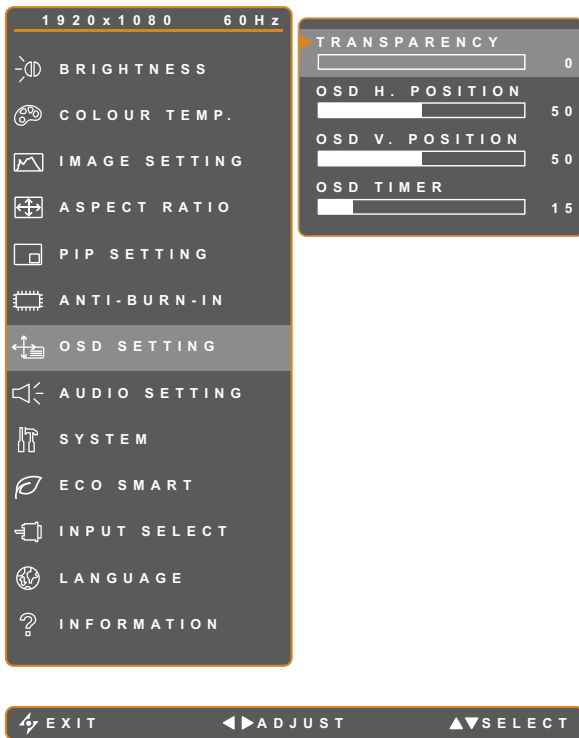 1920x1080 60Hz
BRIGHTNESS
COLOUR TEMP.
IMAGE SETTING
ASPECT RATIO
PIP SETTING
ANTI-BURN-IN
OSD SETTING
AUDIO SETTING
SYSTEM
ECO SMART
INPUT SELECT
LANGUAGE
INFORMATION
TRANSPARENCY
0
OSD H. POSITION
50
OSD V. POSITION
50
OSD TIMER
15
EXIT ADJUST SELECT